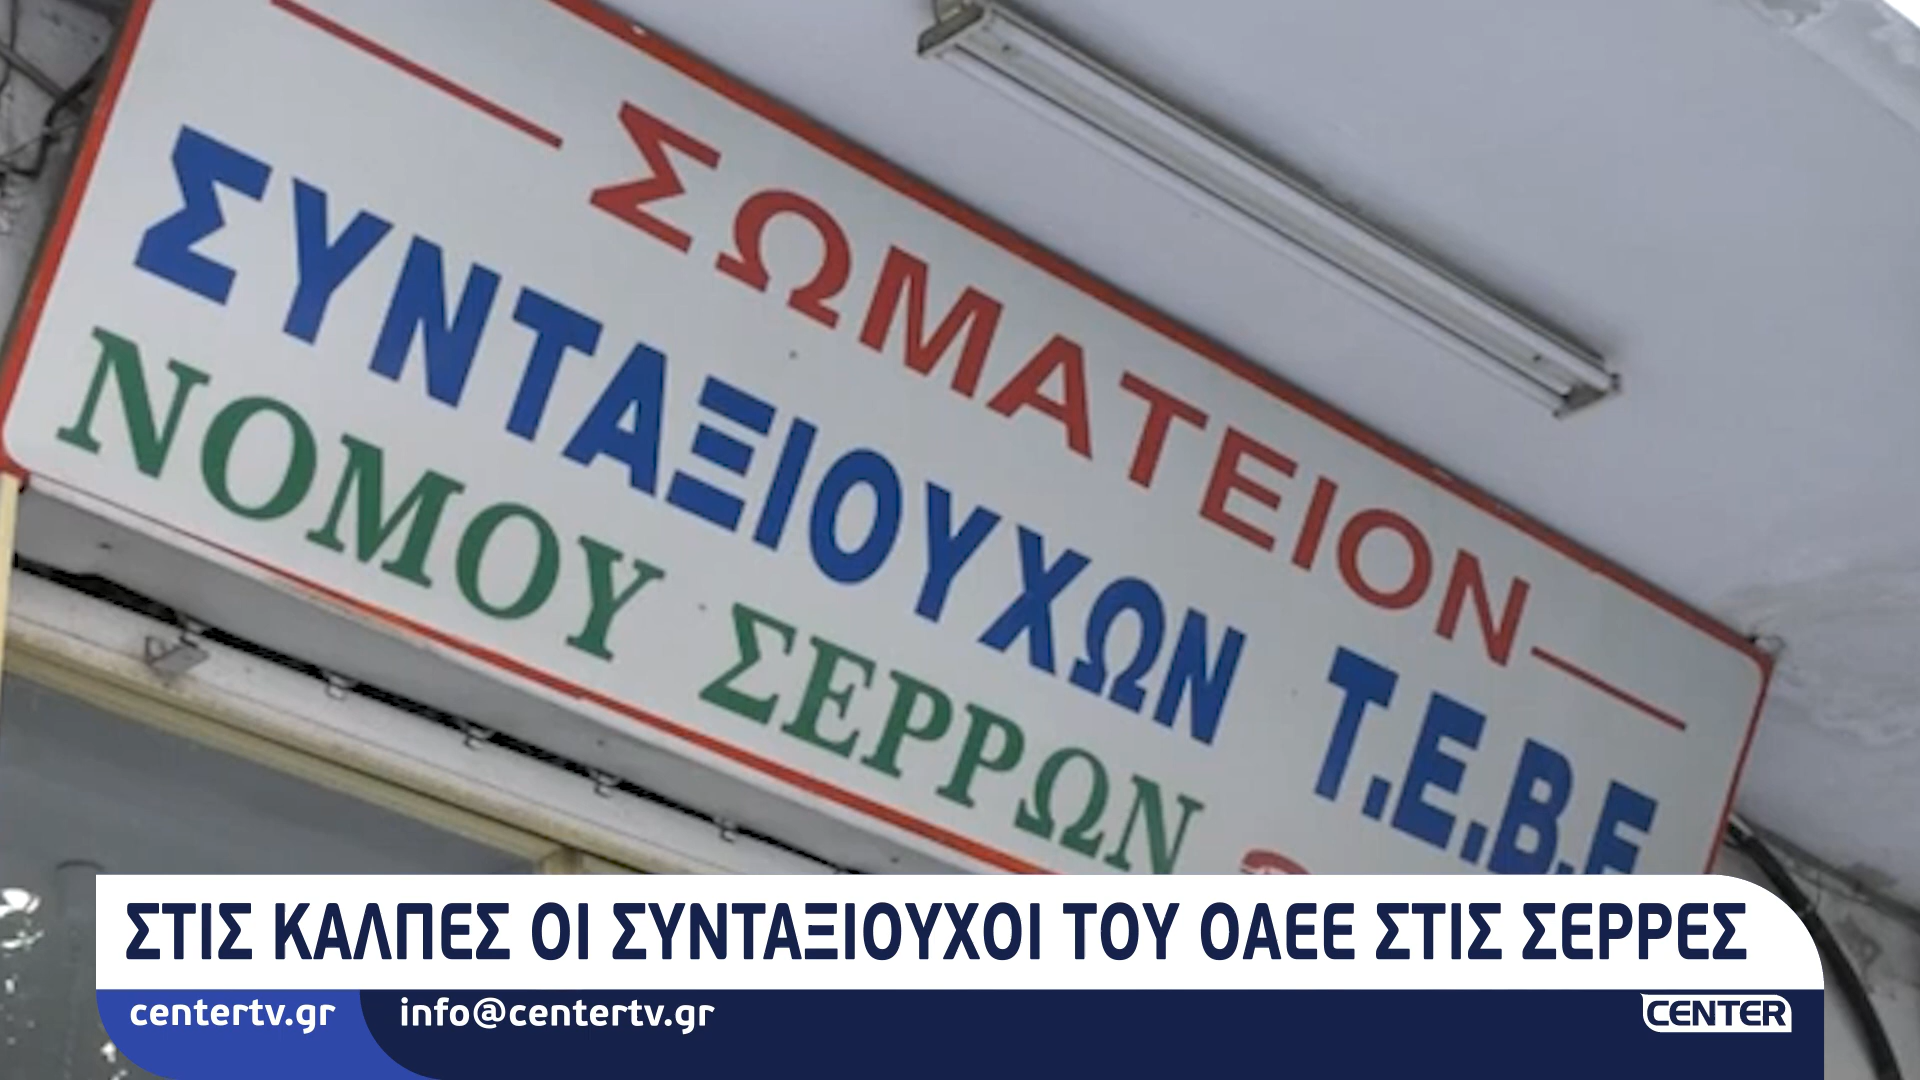 ΣΩΜΑΤΕΙΟΝ
ΣΥΝΤΑΞΙΟΥΧΩΝ Τ.Ε.Β.Ε
ΝΟΜΟΥ ΣΕΡΡΩΝ
ΣΤΙΣ ΚΑΛΠΕΣ ΟΙ ΣΥΝΤΑΞΙΟΥΧΟΙ ΤΟΥ ΟΑΕΕ ΣΤΙΣ ΣΕΡΡΕΣ
centertv.gr info@centertv.gr CENTER